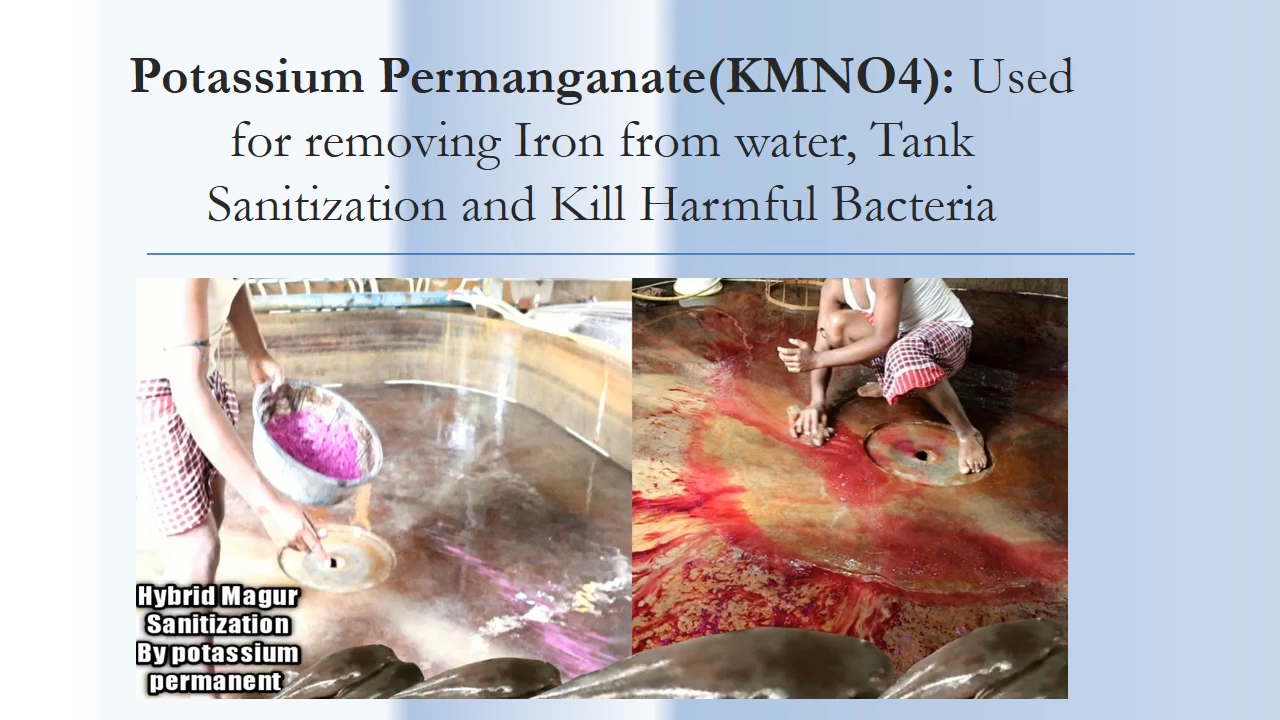 Potassium Permanganate(KMNO4): Used
for removing Iron from water, Tank
Sanitization and Kill Harmful Bacteria
Hybrid Magur
Sanitization
By potassium
permanent